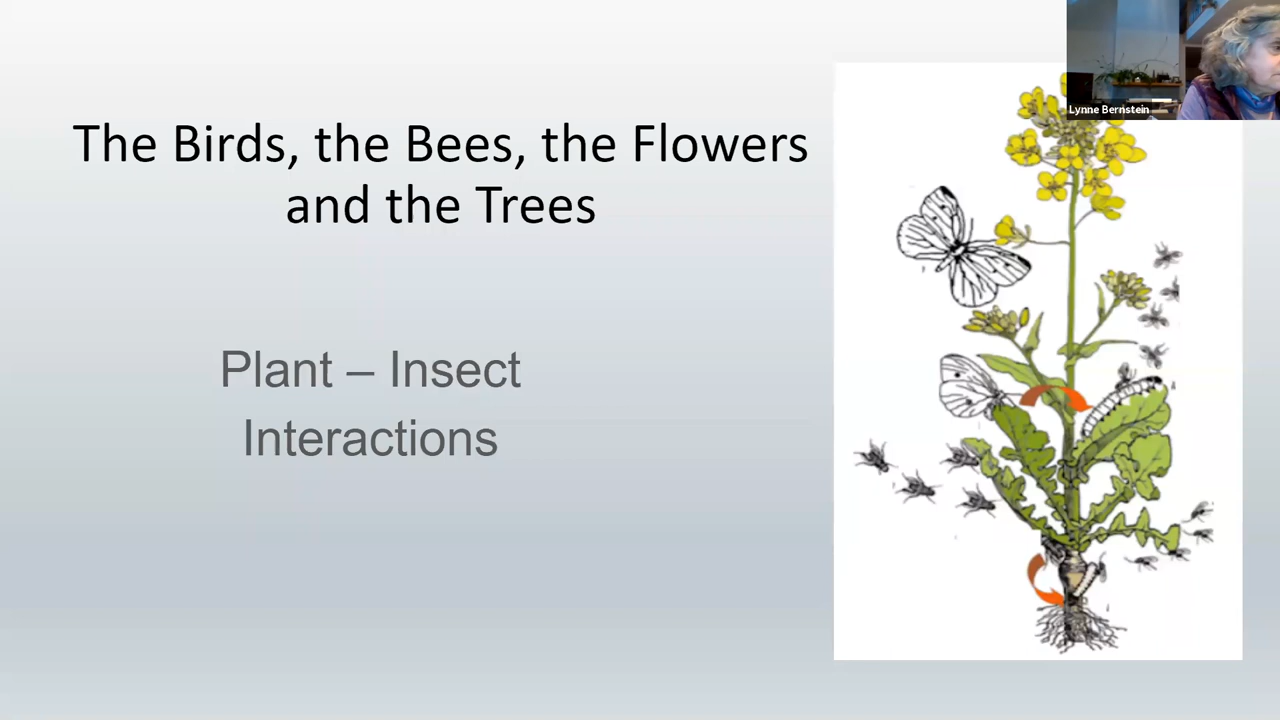 The Birds, the Bees, the Flowers
and the Trees
Plant – Insect
Interactions
Lynne Bernstein